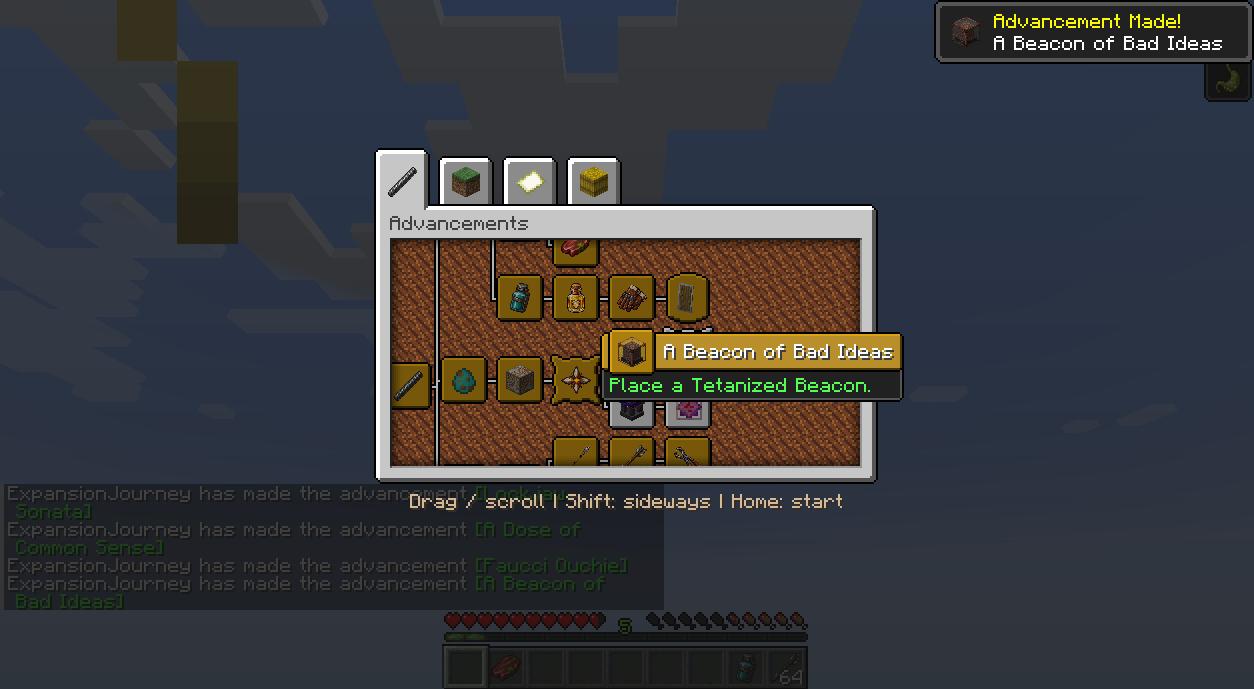 Advancement Made!
A Beacon of Bad Ideas
Advancements
A Beacon of Bad Ideas
Place a Tetanized Beacon.
Drag / scroll | Shift: sideways | Home: start
ExpansionJourney has made the advancement [Lockjaw
Sonata]
ExpansionJourney has made the advancement [A Dose of
Common Sense]
ExpansionJourney has made the advancement [Faucci Ouchie]
ExpansionJourney has made the advancement [A Beacon of
Bad Ideas]
5
64